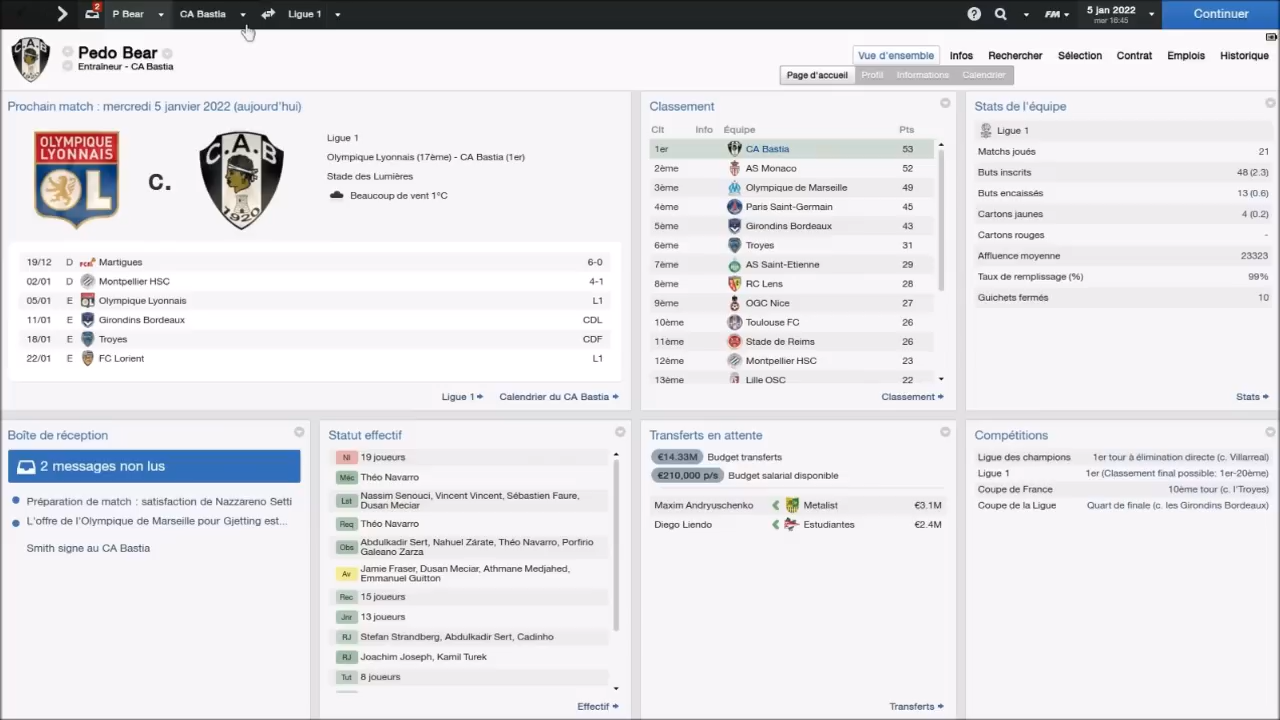 2
P Bear
CA Bastia
Ligue 1
FM
5 jan 2022
mer 16:45
Continuer
Pedo Bear
Entraîneur - CA Bastia
Vue d'ensemble Infos Rechercher Sélection Contrat Emplois Historique
Page d'accueil Profil Informations Calendrier
Prochain match : mercredi 5 janvier 2022 (aujourd'hui)
OLYMPIQUE
LYONNAIS
OL
c.
C.A.B
1920
Ligue 1
Olympique Lyonnais (17ème) - CA Bastia (1er)
Stade des Lumières
Beaucoup de vent 1°C
19/12 D Martigues 6-0
02/01 D Montpellier HSC 4-1
05/01 E Olympique Lyonnais L1
11/01 E Girondins Bordeaux CDL
18/01 E Troyes CDF
22/01 E FC Lorient L1
Ligue 1 Calendrier du CA Bastia
Classement
Clt Info Équipe Pts
1er CA Bastia 53
2ème AS Monaco 52
3ème Olympique de Marseille 49
4ème Paris Saint-Germain 45
5ème Girondins Bordeaux 43
6ème Troyes 31
7ème AS Saint-Etienne 29
8ème RC Lens 28
9ème OGC Nice 27
10ème Toulouse FC 26
11ème Stade de Reims 26
12ème Montpellier HSC 23
13ème Lille OSC 22
Classement
Stats de l'équipe
Ligue 1
Matchs joués 21
Buts inscrits 48 (2.3)
Buts encaissés 13 (0.6)
Cartons jaunes 4 (0.2)
Cartons rouges -
Affluence moyenne 23323
Taux de remplissage (%) 99%
Guichets fermés 10
Stats
Boîte de réception
2 messages non lus
Préparation de match : satisfaction de Nazzareno Setti
L'offre de l'Olympique de Marseille pour Gjetting est...
Smith signe au CA Bastia
Statut effectif
NI 19 joueurs
Méc Théo Navarro
Lst Nassim Senouci, Vincent Vincent, Sébastien Faure,
Dusan Meciar
Req Théo Navarro
Obs Abdulkadir Sert, Nahuel Zárate, Théo Navarro, Porfirio
Galeano Zarza
Av Jamie Fraser, Dusan Meciar, Athmane Medjahed,
Emmanuel Guitton
Rec 15 joueurs
Jnr 13 joueurs
RJ Stefan Strandberg, Abdulkadir Sert, Cadinho
RJ Joachim Joseph, Kamil Turek
Tut 8 joueurs
Effectif
Transferts en attente
€14.33M Budget transferts
€210,000 p/s Budget salarial disponible
Maxim Andryuschenko Metalist €3.1M
Diego Liendo Estudiantes €2.4M
Transferts
Compétitions
Ligue des champions 1er tour à élimination directe (c. Villarreal)
Ligue 1 1er (Classement final possible: 1er-20ème)
Coupe de France 10ème tour (c. l'Troyes)
Coupe de la Ligue Quart de finale (c. les Girondins Bordeaux)